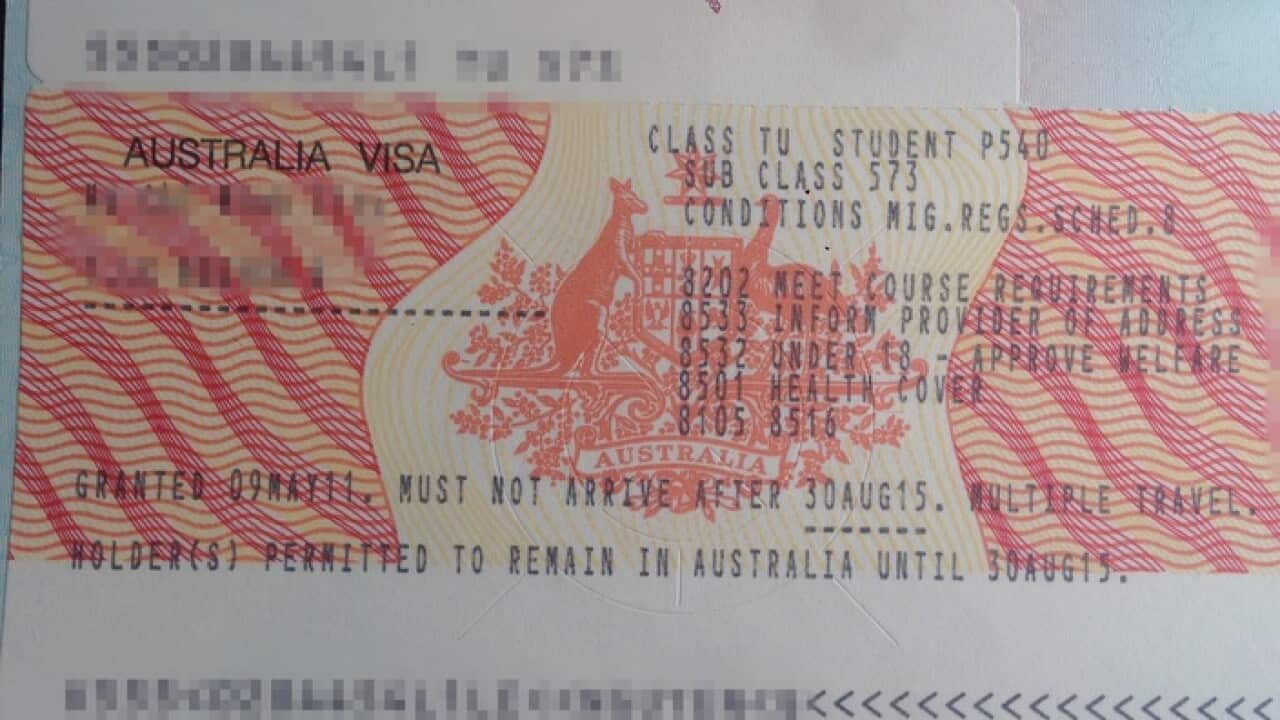 AUSTRALIA VISA
CLASS TU STUDENT P540
SUB CLASS 573
CONDITIONS MIG.REGS.SCHED.8
8202 MEET COURSE REQUIREMENTS
8533 INFORM PROVIDER OF ADDRESS
8532 UNDER 18 - APPROVE WELFARE
8501 HEALTH COVER
8105 8516
AUSTRALIA
GRANTED 09MAY11. MUST NOT ARRIVE AFTER 30AUG15. MULTIPLE TRAVEL.
HOLDER(S) PERMITTED TO REMAIN IN AUSTRALIA UNTIL 30AUG15.